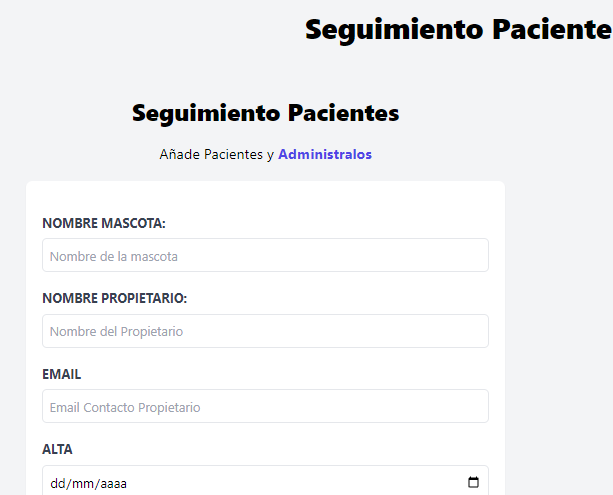 Seguimiento Paciente
Seguimiento Pacientes
Añade Pacientes y Administralos
NOMBRE MASCOTA:
Nombre de la mascota
NOMBRE PROPIETARIO:
Nombre del Propietario
EMAIL
Email Contacto Propietario
ALTA
dd/mm/aaaa